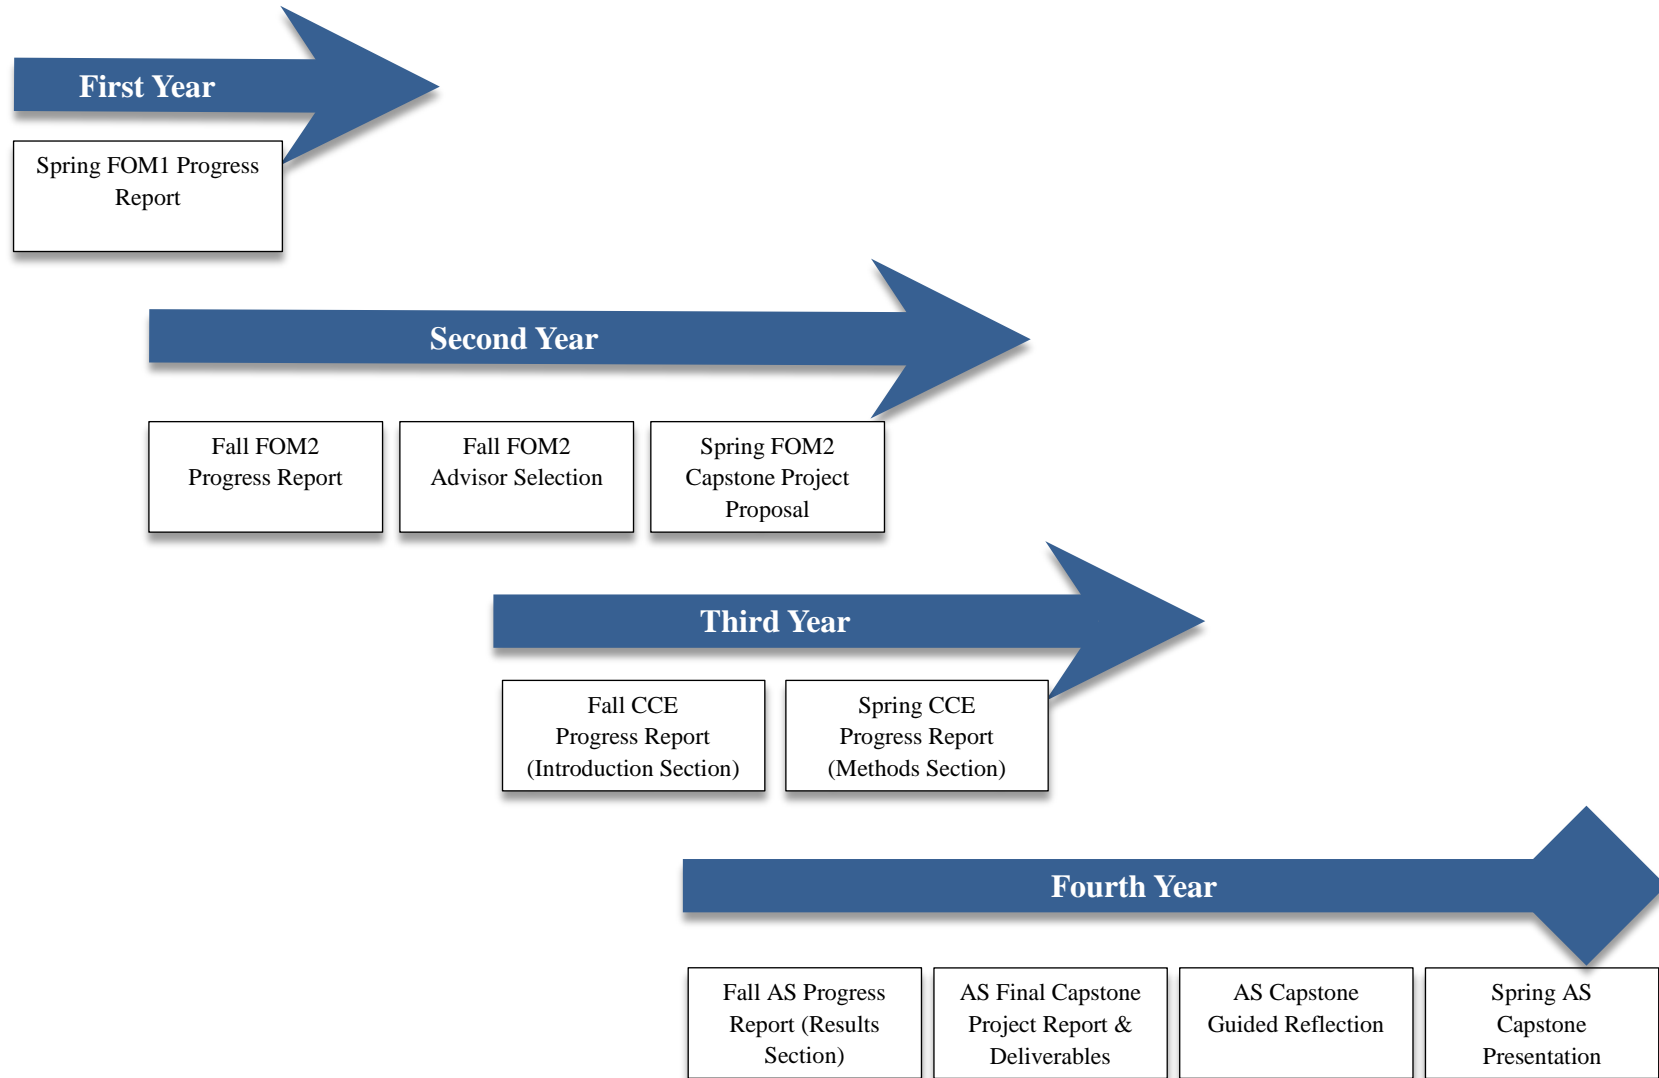 First Year
Spring FOM1 Progress
Report
Second Year
Fall FOM2
Progress Report
Fall FOM2
Advisor Selection
Spring FOM2
Capstone Project
Proposal
Third Year
Fall CCE
Progress Report
(Introduction Section)
Spring CCE
Progress Report
(Methods Section)
Fourth Year
Fall AS Progress
Report (Results
Section)
AS Final Capstone
Project Report &
Deliverables
AS Capstone
Guided Reflection
Spring AS
Capstone
Presentation